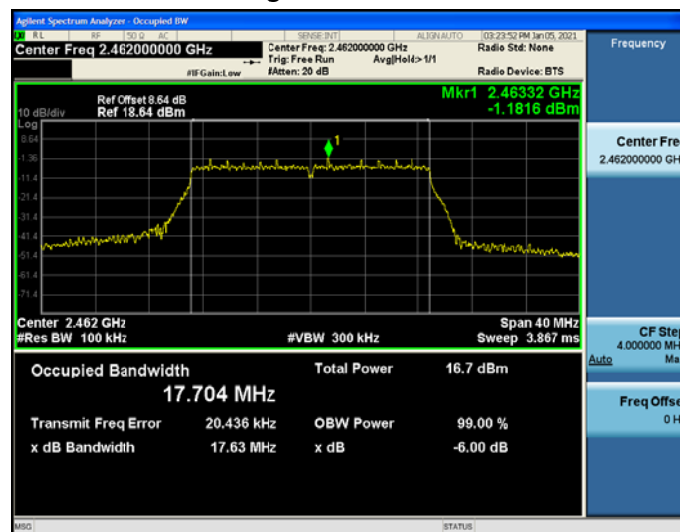 Agilent Spectrum Analyzer - Occupied BW
RL RF 50 Ω AC SENSE:INT ALIGN AUTO 03:23:52 PM Jan 05, 2021
Center Freq 2.462000000 GHz
Center Freq: 2.462000000 GHz
Radio Std: None
Trig: Free Run Avg|Hold:>1/1
#IFGain:Low #Atten: 20 dB Radio Device: BTS
Frequency
Ref Offset 8.64 dB
10 dB/div Ref 18.64 dBm
Mkr1 2.46332 GHz
-1.1816 dBm
Log
8.64
-1.36
-11.4
-21.4
-31.4
-41.4
-51.4
-61.4
-71.4
1
Center 2.462 GHz Span 40 MHz
#Res BW 100 kHz #VBW 300 kHz Sweep 3.867 ms
Occupied Bandwidth Total Power 16.7 dBm
17.704 MHz
Transmit Freq Error 20.436 kHz OBW Power 99.00 %
x dB Bandwidth 17.63 MHz x dB -6.00 dB
Center Fre
2.462000000 GH
CF Ste
4.000000 MH
Auto Ma
Freq Offse
0 H
MSG STATUS